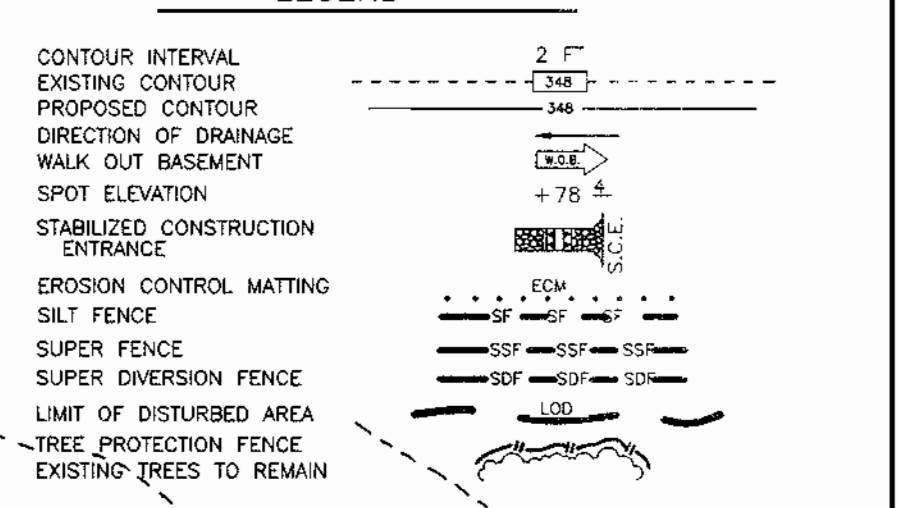 LEGEND
CONTOUR INTERVAL 2 F
EXISTING CONTOUR 348
PROPOSED CONTOUR 348
DIRECTION OF DRAINAGE
WALK OUT BASEMENT W.O.B.
SPOT ELEVATION +78 4
STABILIZED CONSTRUCTION
ENTRANCE S.C.E.
EROSION CONTROL MATTING ECM
SILT FENCE SF SF SF
SUPER FENCE SSF SSF SSF
SUPER DIVERSION FENCE SDF SDF SDF
LIMIT OF DISTURBED AREA LOD
TREE PROTECTION FENCE
EXISTING TREES TO REMAIN